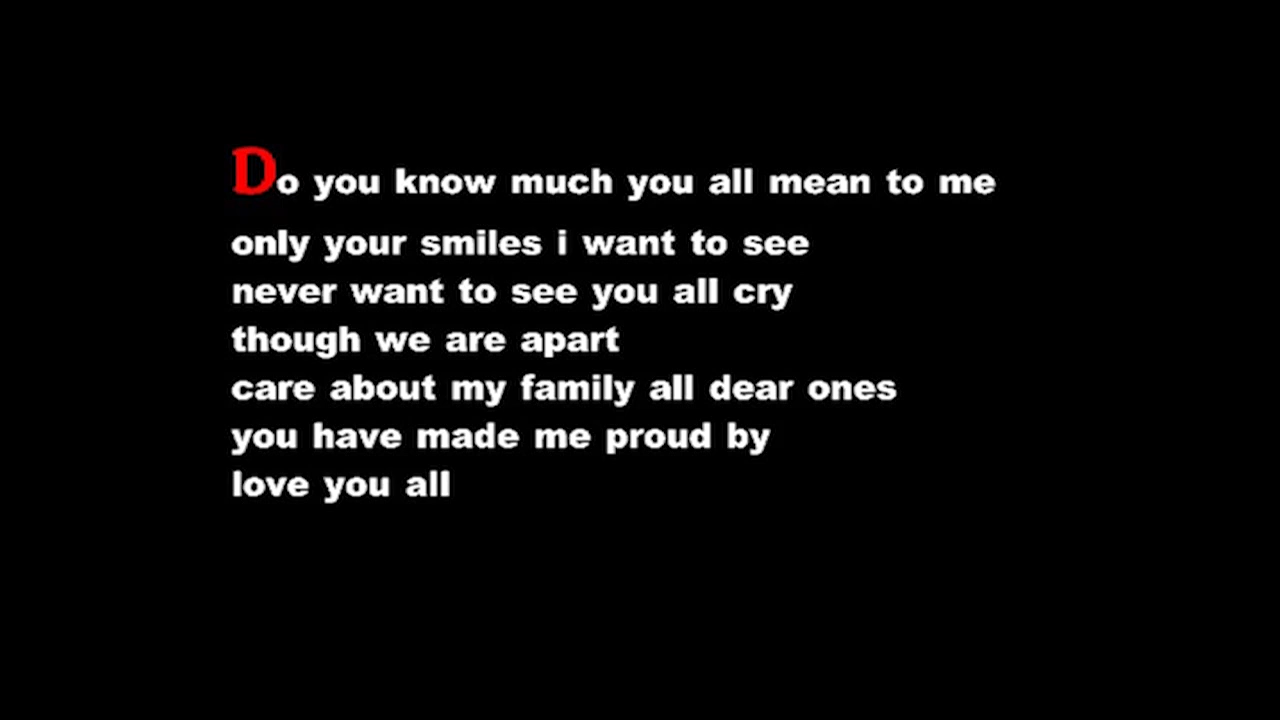 Do you know much you all mean to me
only your smiles i want to see
never want to see you all cry
though we are apart
care about my family all dear ones
you have made me proud by
love you all